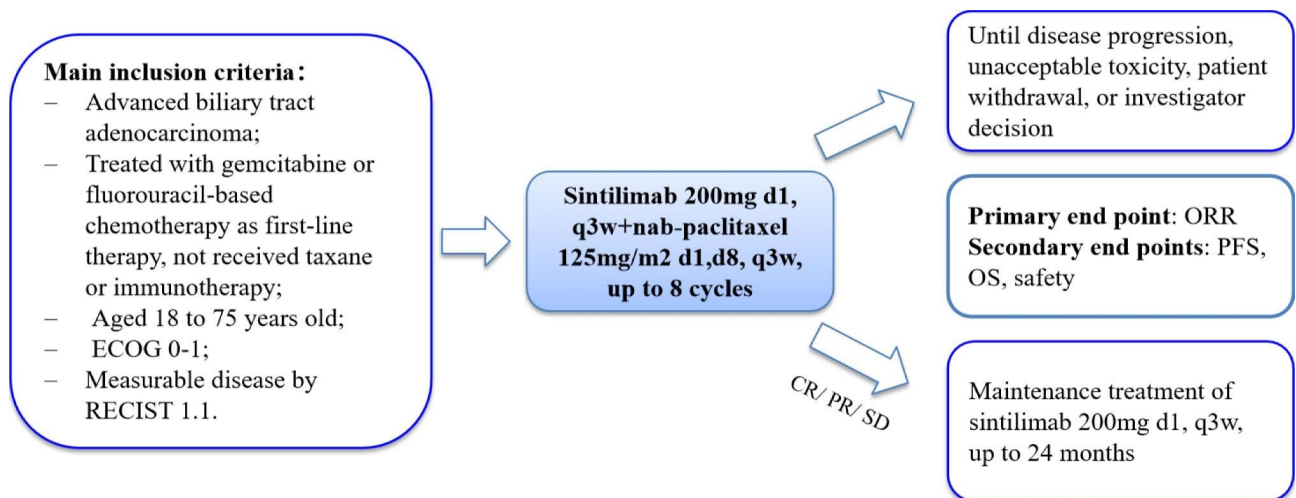 Main inclusion criteria：
– Advanced biliary tract
adenocarcinoma;
– Treated with gemcitabine or
fluorouracil-based
chemotherapy as first-line
therapy, not received taxane
or immunotherapy;
– Aged 18 to 75 years old;
– ECOG 0-1;
– Measurable disease by
RECIST 1.1.
Sintilimab 200mg d1,
q3w+nab-paclitaxel
125mg/m2 d1,d8, q3w,
up to 8 cycles
Until disease progression,
unacceptable toxicity, patient
withdrawal, or investigator
decision
Primary end point: ORR
Secondary end points: PFS,
OS, safety
CR/ PR/ SD
Maintenance treatment of
sintilimab 200mg d1, q3w,
up to 24 months